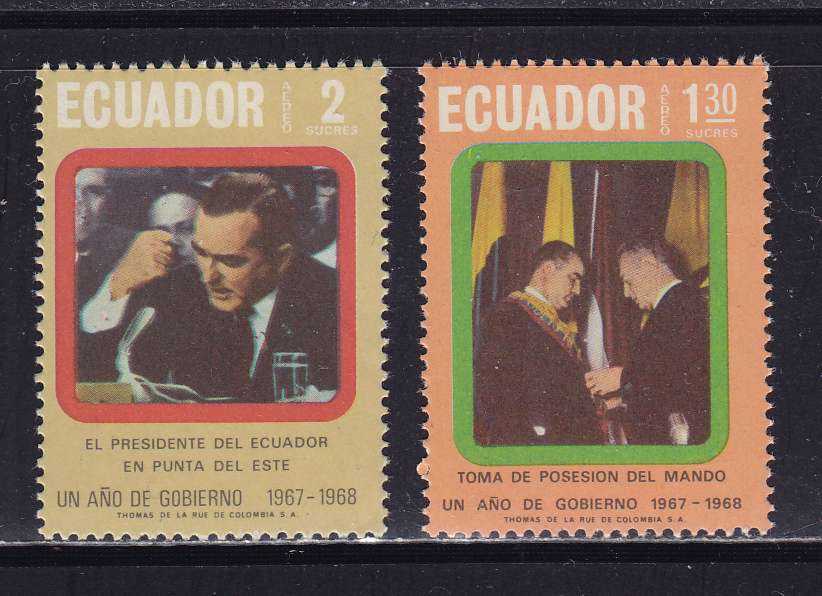 ECUADOR AEREO 2
SUCRES
EL PRESIDENTE DEL ECUADOR
EN PUNTA DEL ESTE
UN AÑO DE GOBIERNO 1967-1968
THOMAS DE LA RUE DE COLOMBIA S.A.
ECUADOR AEREO 1.30
SUCRES
TOMA DE POSESION DEL MANDO
UN AÑO DE GOBIERNO 1967-1968
THOMAS DE LA RUE DE COLOMBIA S.A.